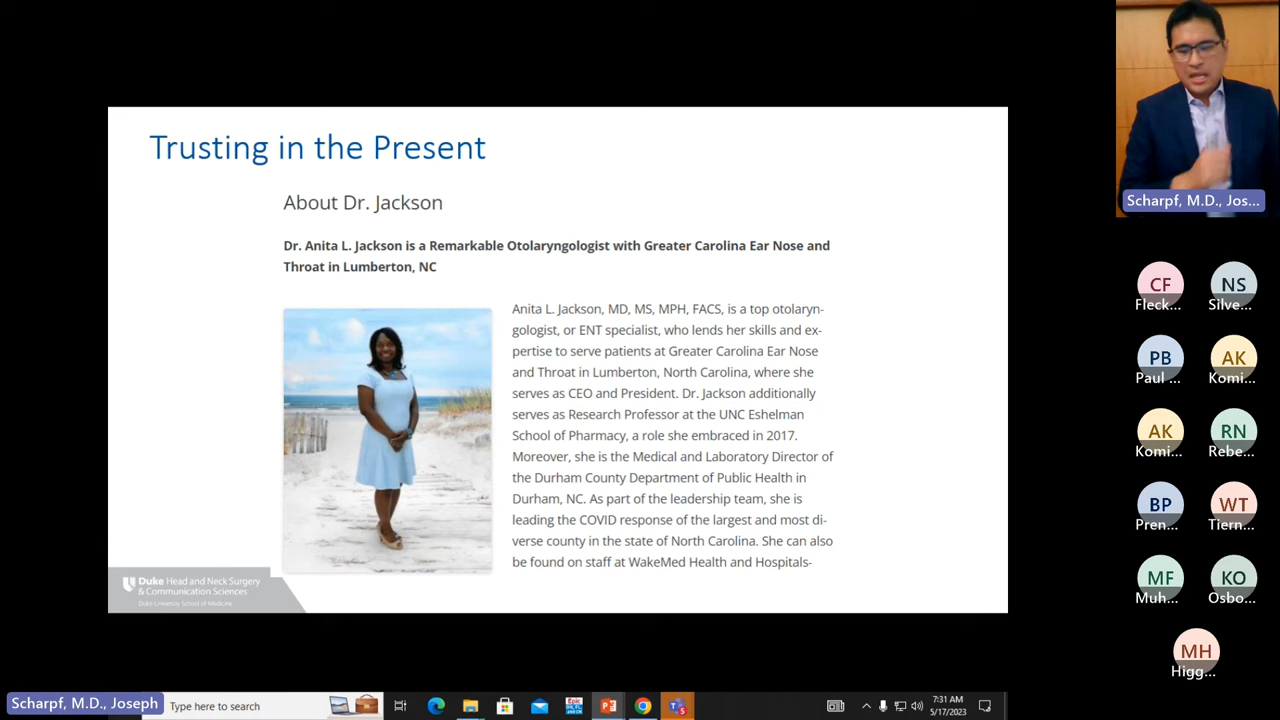 Trusting in the Present
About Dr. Jackson
Dr. Anita L. Jackson is a Remarkable Otolaryngologist with Greater Carolina Ear Nose and
Throat in Lumberton, NC
Anita L. Jackson, MD, MS, MPH, FACS, is a top otolaryn-
gologist, or ENT specialist, who lends her skills and ex-
pertise to serve patients at Greater Carolina Ear Nose
and Throat in Lumberton, North Carolina, where she
serves as CEO and President. Dr. Jackson additionally
serves as Research Professor at the UNC Eshelman
School of Pharmacy, a role she embraced in 2017.
Moreover, she is the Medical and Laboratory Director of
the Durham County Department of Public Health in
Durham, NC. As part of the leadership team, she is
leading the COVID response of the largest and most di-
verse county in the state of North Carolina. She can also
be found on staff at WakeMed Health and Hospitals-
Duke Head and Neck Surgery
& Communication Sciences
Duke University School of Medicine
Scharpf, M.D., Jos...
CF NS
Fleck... Silve...
PB AK
Paul ... Komi...
AK RN
Komi... Rebe...
BP WT
Pren... Tiern...
MF KO
Muh... Osbo...
MH
Higg...
Scharpf, M.D., Joseph
Type here to search
7:31 AM
5/17/2023